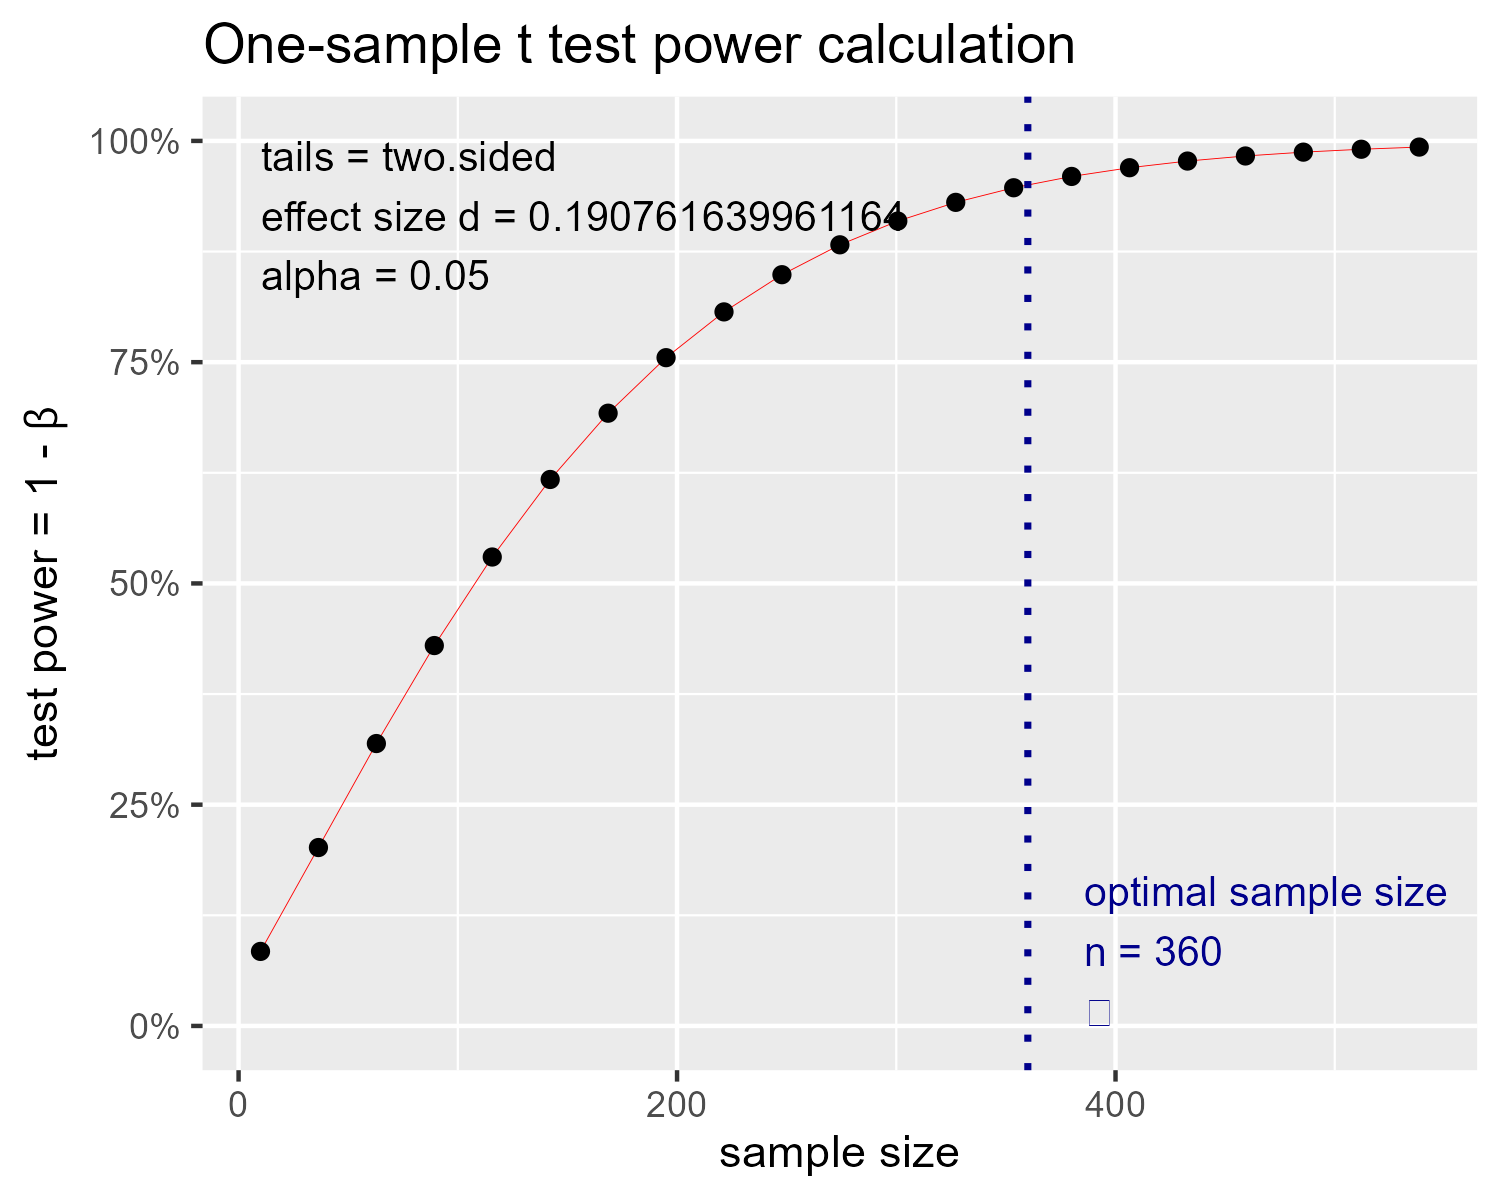 One-sample t test power calculation
100%
75%
50%
25%
0%
test power = 1 - β
tails = two.sided
effect size d = 0.190761639961164
alpha = 0.05
optimal sample size
n = 360
0
200
400
sample size